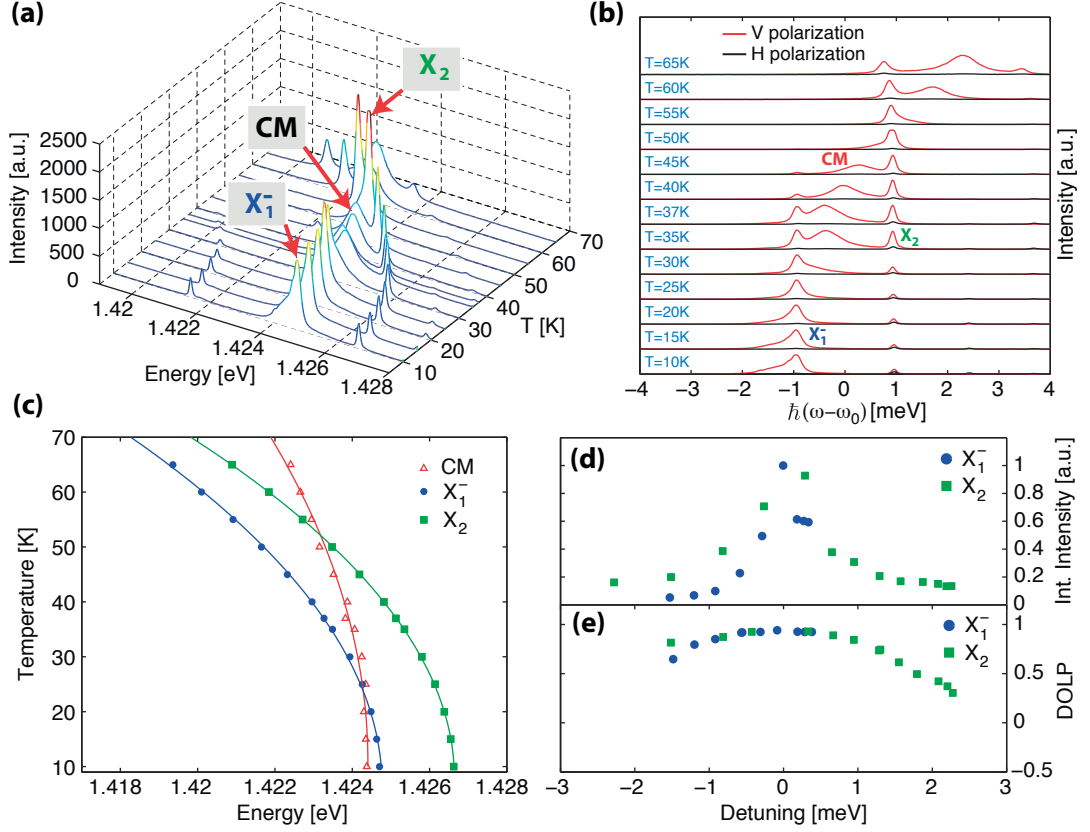 (a)
X2
CM
X1−
Intensity [a.u.]
2500
2000
1500
1000
500
0
1.42
1.422
1.424
1.426
1.428
Energy [eV]
10
20
30
40
50
60
70
T [K]
(b)
V polarization
H polarization
T=65K
T=60K
T=55K
T=50K
T=45K
CM
T=40K
T=37K
T=35K
X2
T=30K
T=25K
T=20K
T=15K
X1−
T=10K
−4 −3 −2 −1 0 1 2 3 4
ħ(ω−ω0) [meV]
Intensity [a.u.]
(c)
70
60
50
40
30
20
10
Temperature [K]
CM
X1−
X2
1.418 1.42 1.422 1.424 1.426 1.428
Energy [eV]
(d)
X1−
X2
1
0.8
0.6
0.4
0.2
0
Int. Intensity [a.u.]
(e)
X1−
X2
1
0.5
0
−0.5
DOLP
−3 −2 −1 0 1 2 3
Detuning [meV]